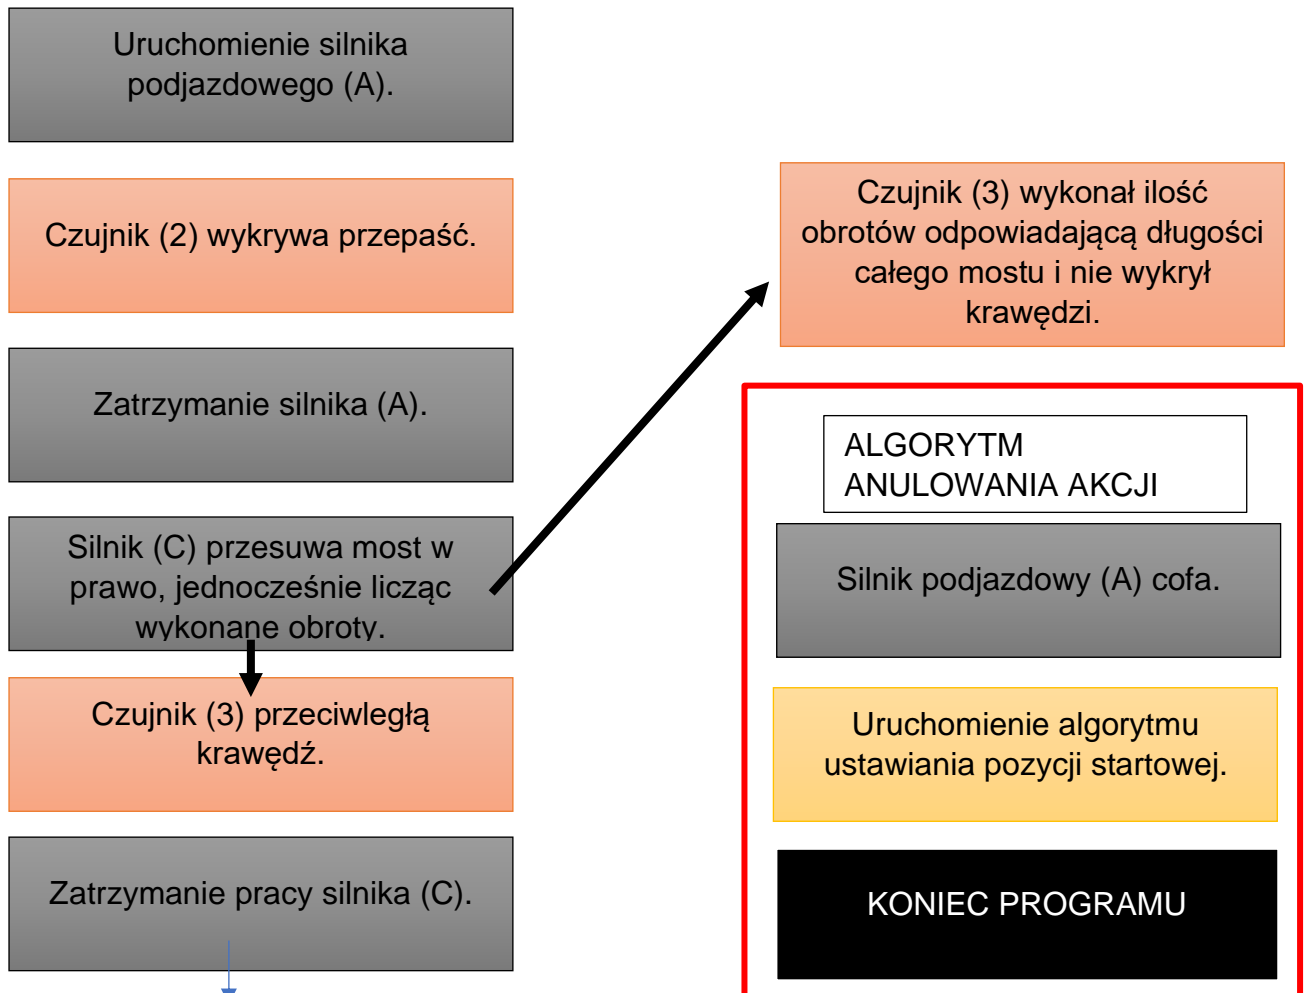 Uruchomienie silnika
podjazdowego (A).
Czujnik (2) wykrywa przepaść.
Zatrzymanie silnika (A).
Silnik (C) przesuwa most w
prawo, jednocześnie licząc
wykonane obroty.
Czujnik (3) przeciwległą
krawędź.
Zatrzymanie pracy silnika (C).
Czujnik (3) wykonał ilość
obrotów odpowiadającą długości
całego mostu i nie wykrył
krawędzi.
ALGORYTM
ANULOWANIA AKCJI
Silnik podjazdowy (A) cofa.
Uruchomienie algorytmu
ustawiania pozycji startowej.
KONIEC PROGRAMU